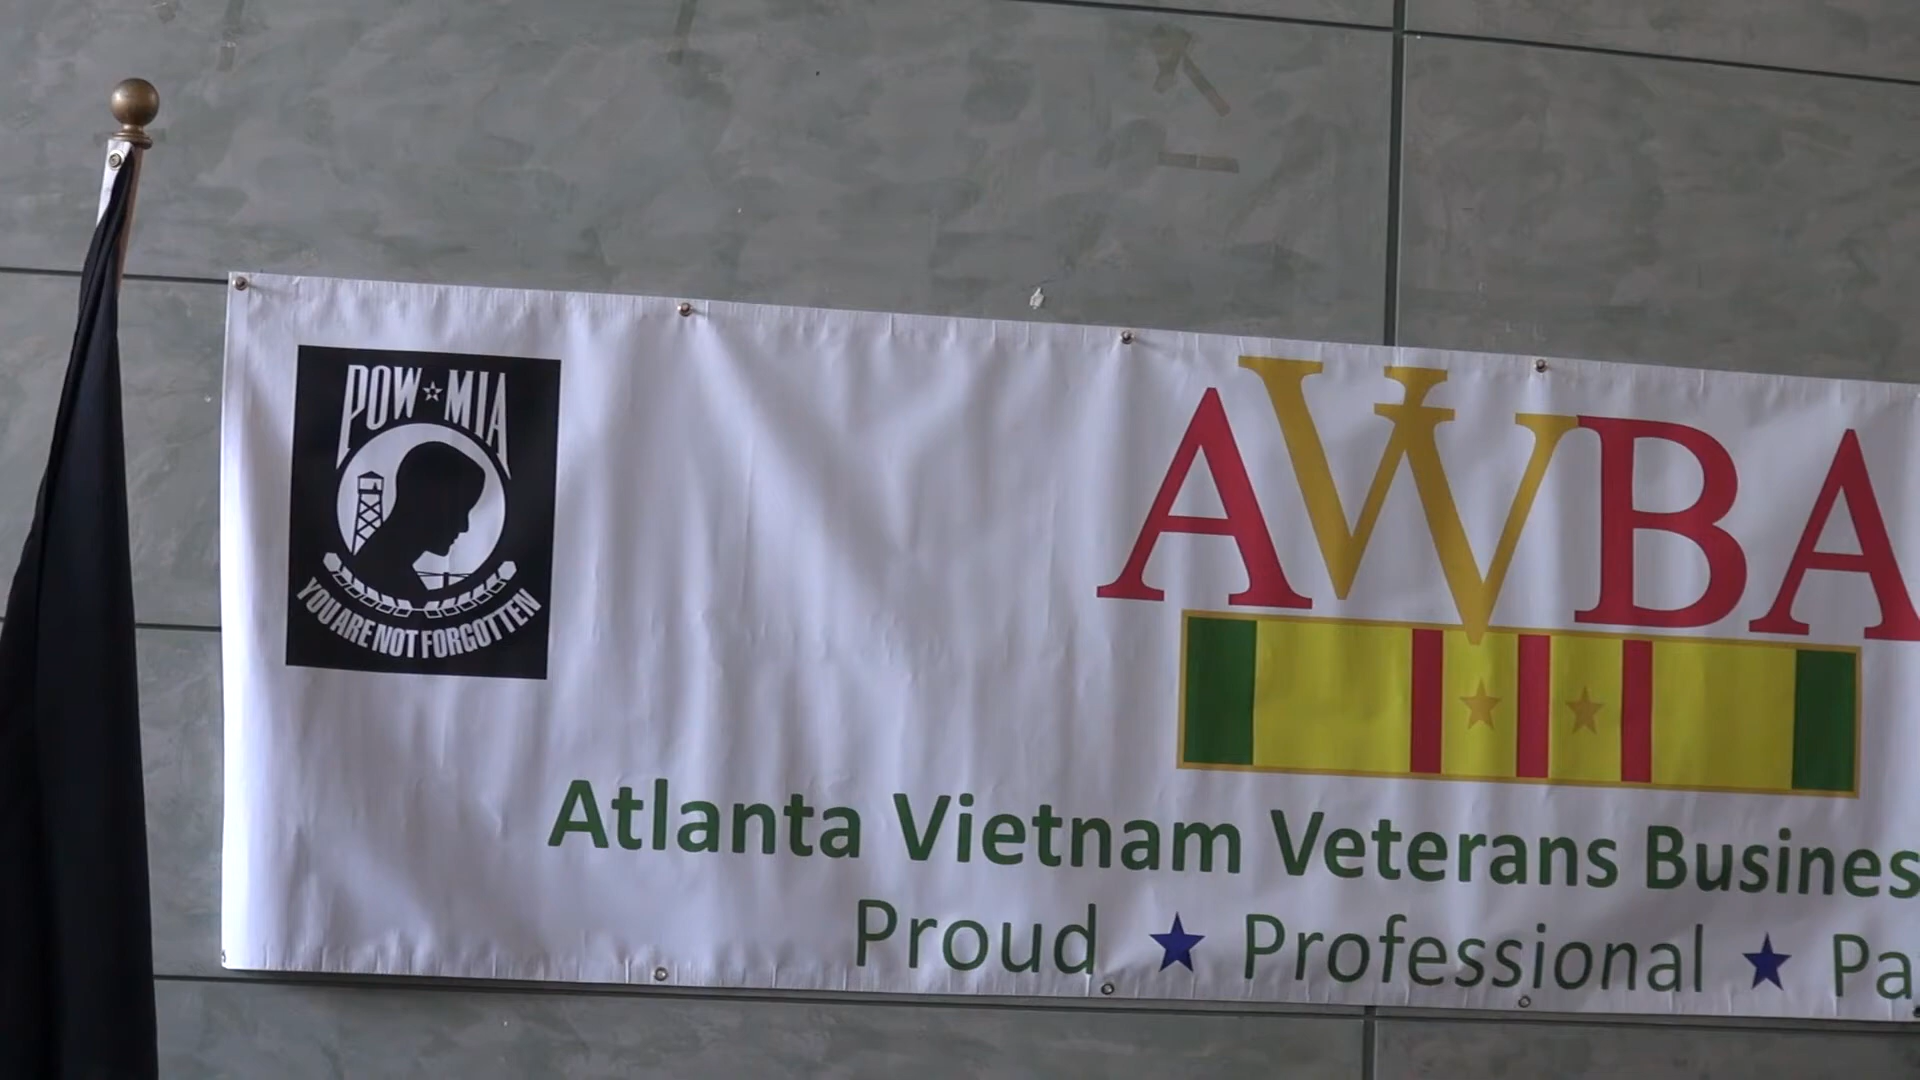 POW★MIA
YOU ARE NOT FORGOTTEN
AVVBA
Atlanta Vietnam Veterans Busines
Proud ★ Professional ★ Pa